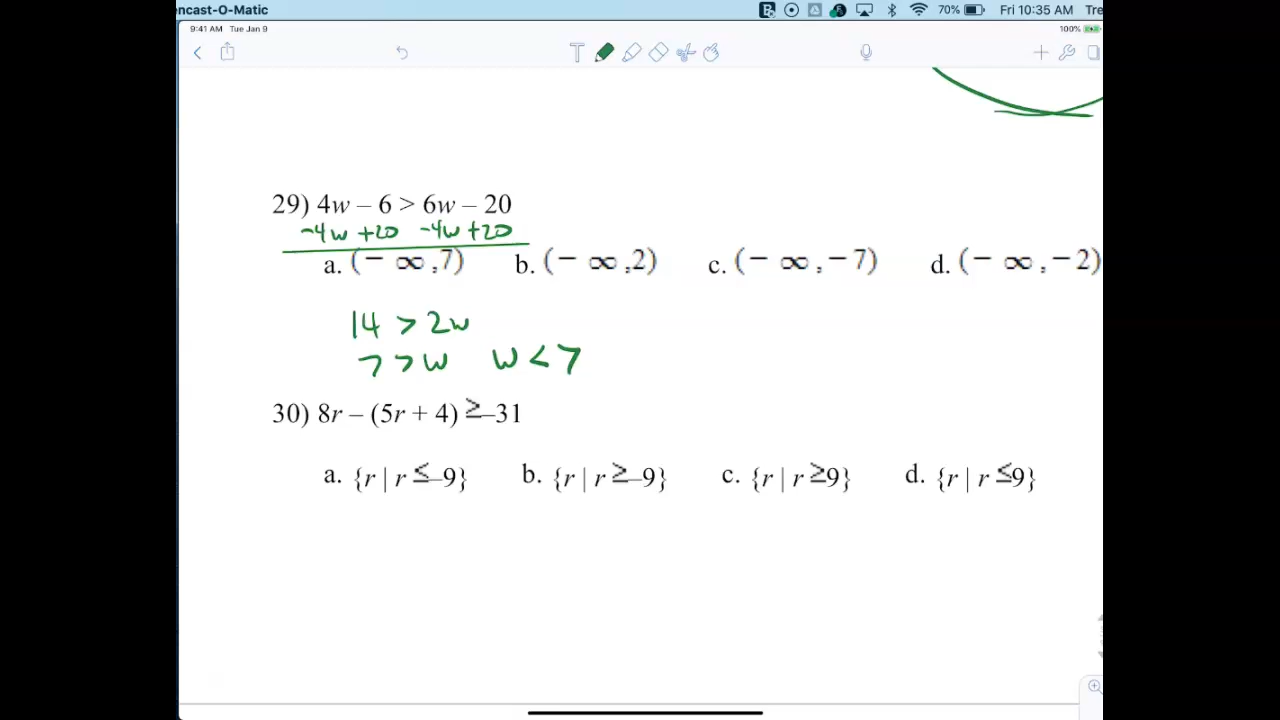 encast-O-Matic 70% Fri 10:35 AM Tre
9:41 AM Tue Jan 9 100%
T
29) 4w – 6 > 6w – 20
-4w +20 -4w +20
a. (– ∞ ,7) b. (– ∞ ,2) c. (– ∞ , – 7) d. (– ∞ , – 2)
14 > 2w
7 > w w < 7
30) 8r – (5r + 4) ≥ –31
a. {r | r ≤ –9} b. {r | r ≥ –9} c. {r | r ≥ 9} d. {r | r ≤ 9}